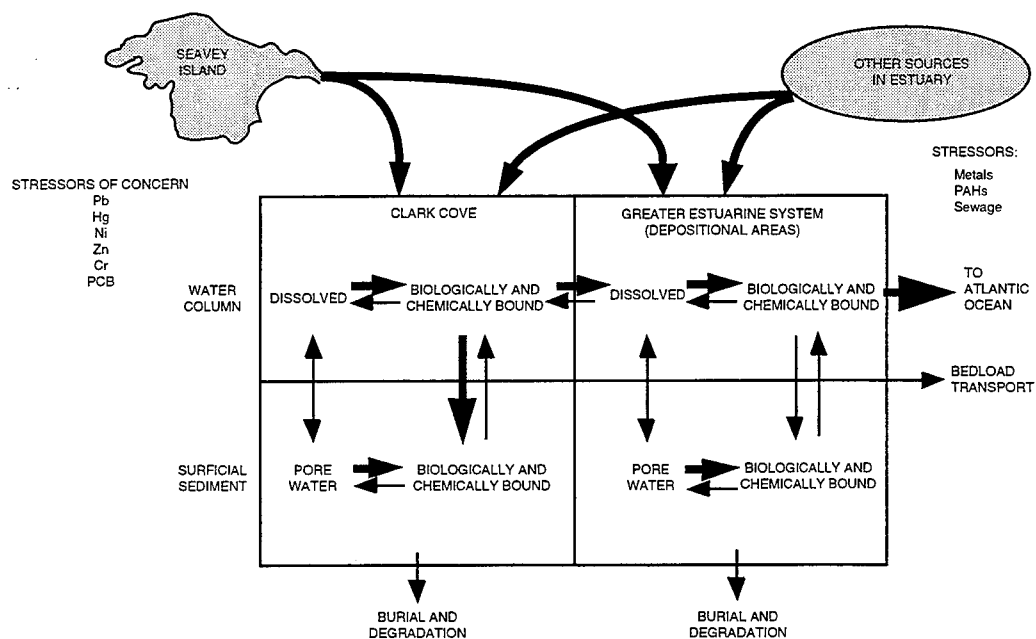 SEAVEY
ISLAND
OTHER SOURCES
IN ESTUARY
STRESSORS OF CONCERN
Pb
Hg
Ni
Zn
Cr
PCB
STRESSORS:
Metals
PAHs
Sewage
CLARK COVE
GREATER ESTUARINE SYSTEM
(DEPOSITIONAL AREAS)
WATER
COLUMN
DISSOLVED
BIOLOGICALLY AND
CHEMICALLY BOUND
DISSOLVED
BIOLOGICALLY AND
CHEMICALLY BOUND
TO
ATLANTIC
OCEAN
BEDLOAD
TRANSPORT
SURFICIAL
SEDIMENT
PORE
WATER
BIOLOGICALLY AND
CHEMICALLY BOUND
PORE
WATER
BIOLOGICALLY AND
CHEMICALLY BOUND
BURIAL AND
DEGRADATION
BURIAL AND
DEGRADATION